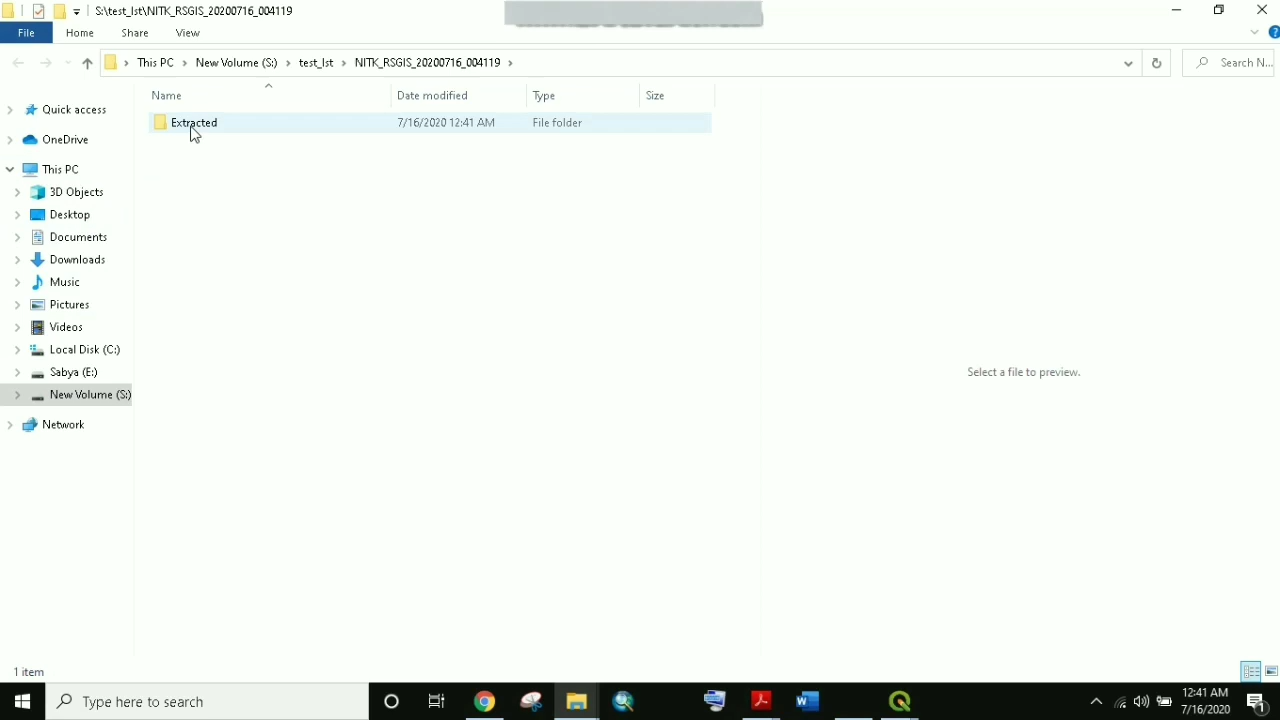 S:\test_lst\NITK_RSGIS_20200716_004119
File Home Share View
This PC New Volume (S:) test_lst NITK_RSGIS_20200716_004119 Search N...
Name Date modified Type Size
Extracted 7/16/2020 12:41 AM File folder
Quick access
OneDrive
This PC
3D Objects
Desktop
Documents
Downloads
Music
Pictures
Videos
Local Disk (C:)
Sabya (E:)
New Volume (S:)
Network
Select a file to preview.
1 item
Type here to search
12:41 AM
7/16/2020
1